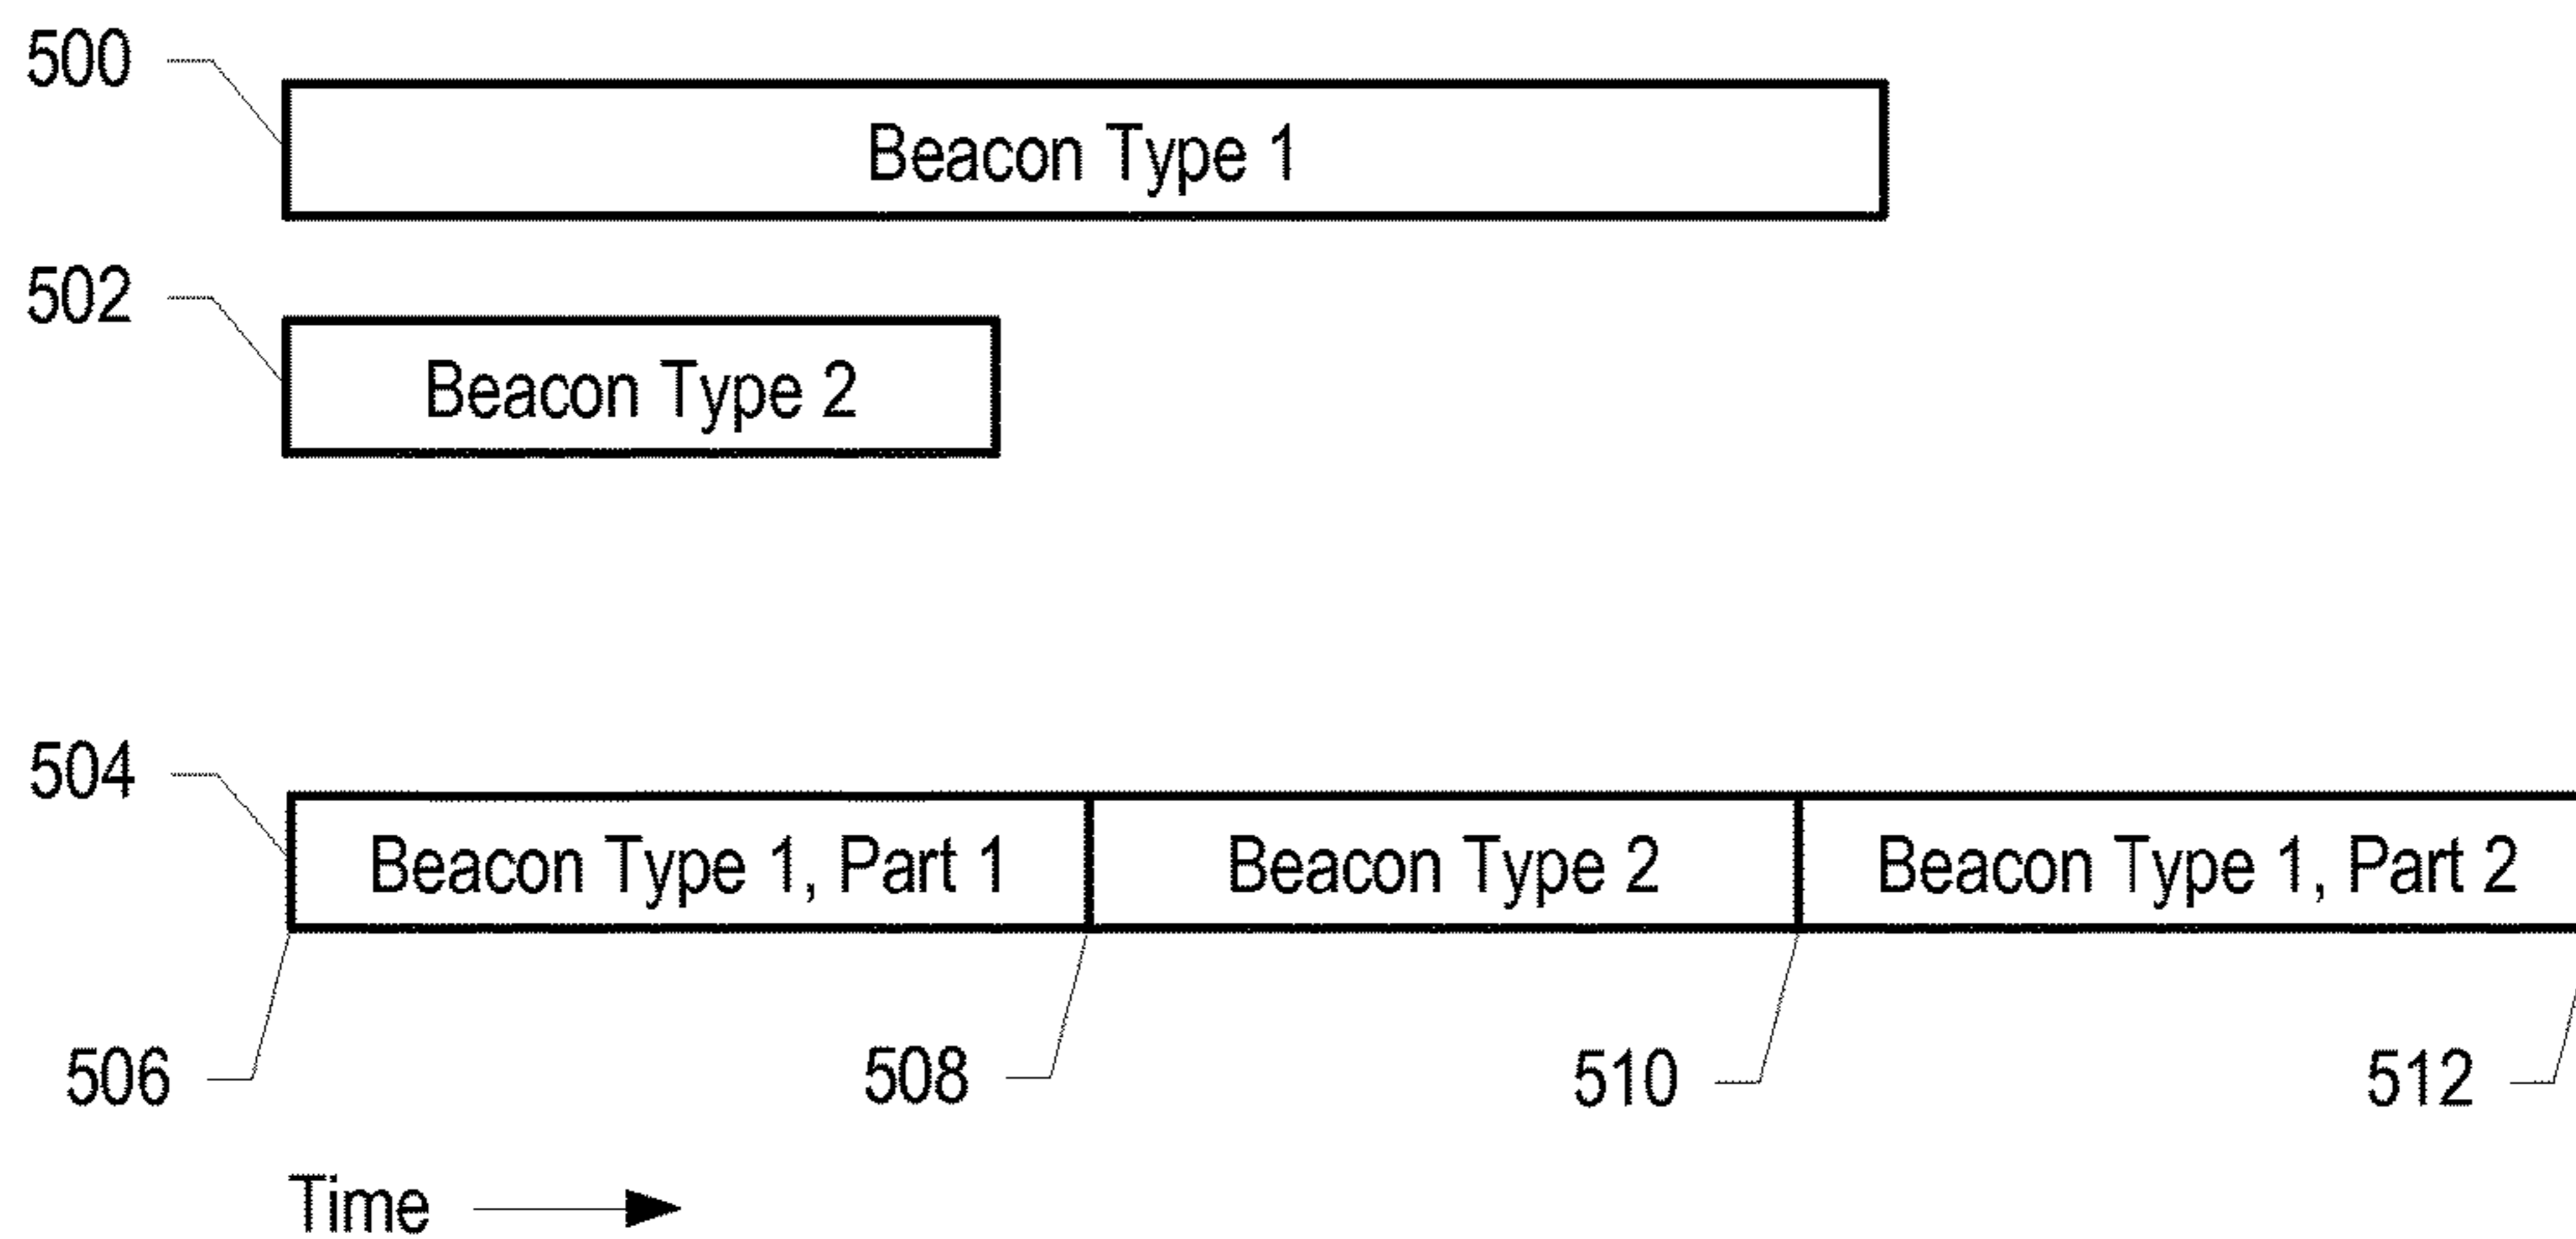 500
Beacon Type 1
502
Beacon Type 2
504
Beacon Type 1, Part 1 Beacon Type 2 Beacon Type 1, Part 2
506 508 510 512
Time